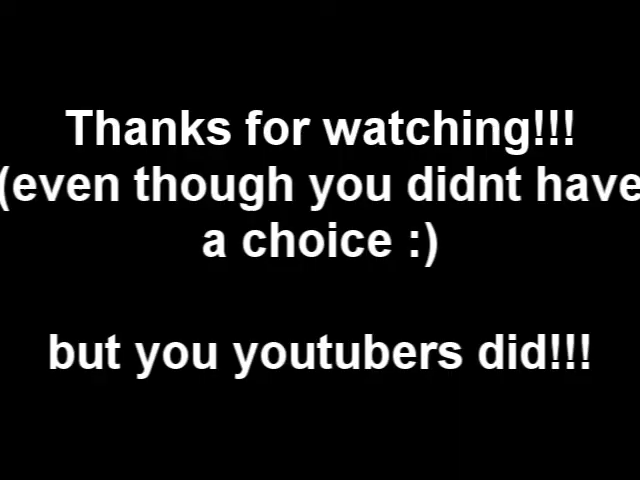 Thanks for watching!!!
(even though you didnt have
a choice :)
but you youtubers did!!!